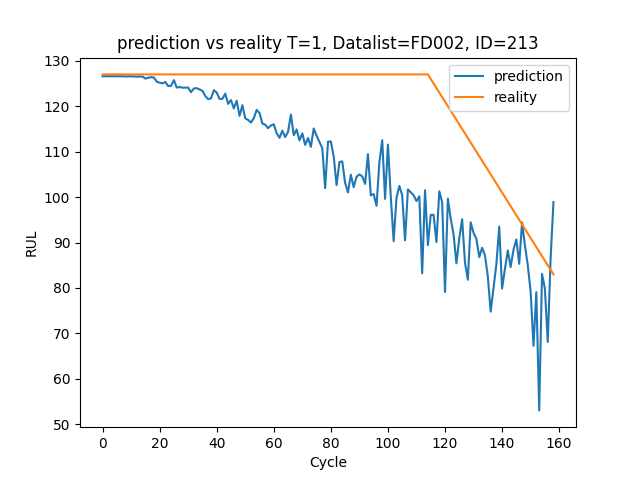 prediction vs reality T=1, Datalist=FD002, ID=213
prediction
reality
RUL
130
120
110
100
90
80
70
60
50
0 20 40 60 80 100 120 140 160
Cycle